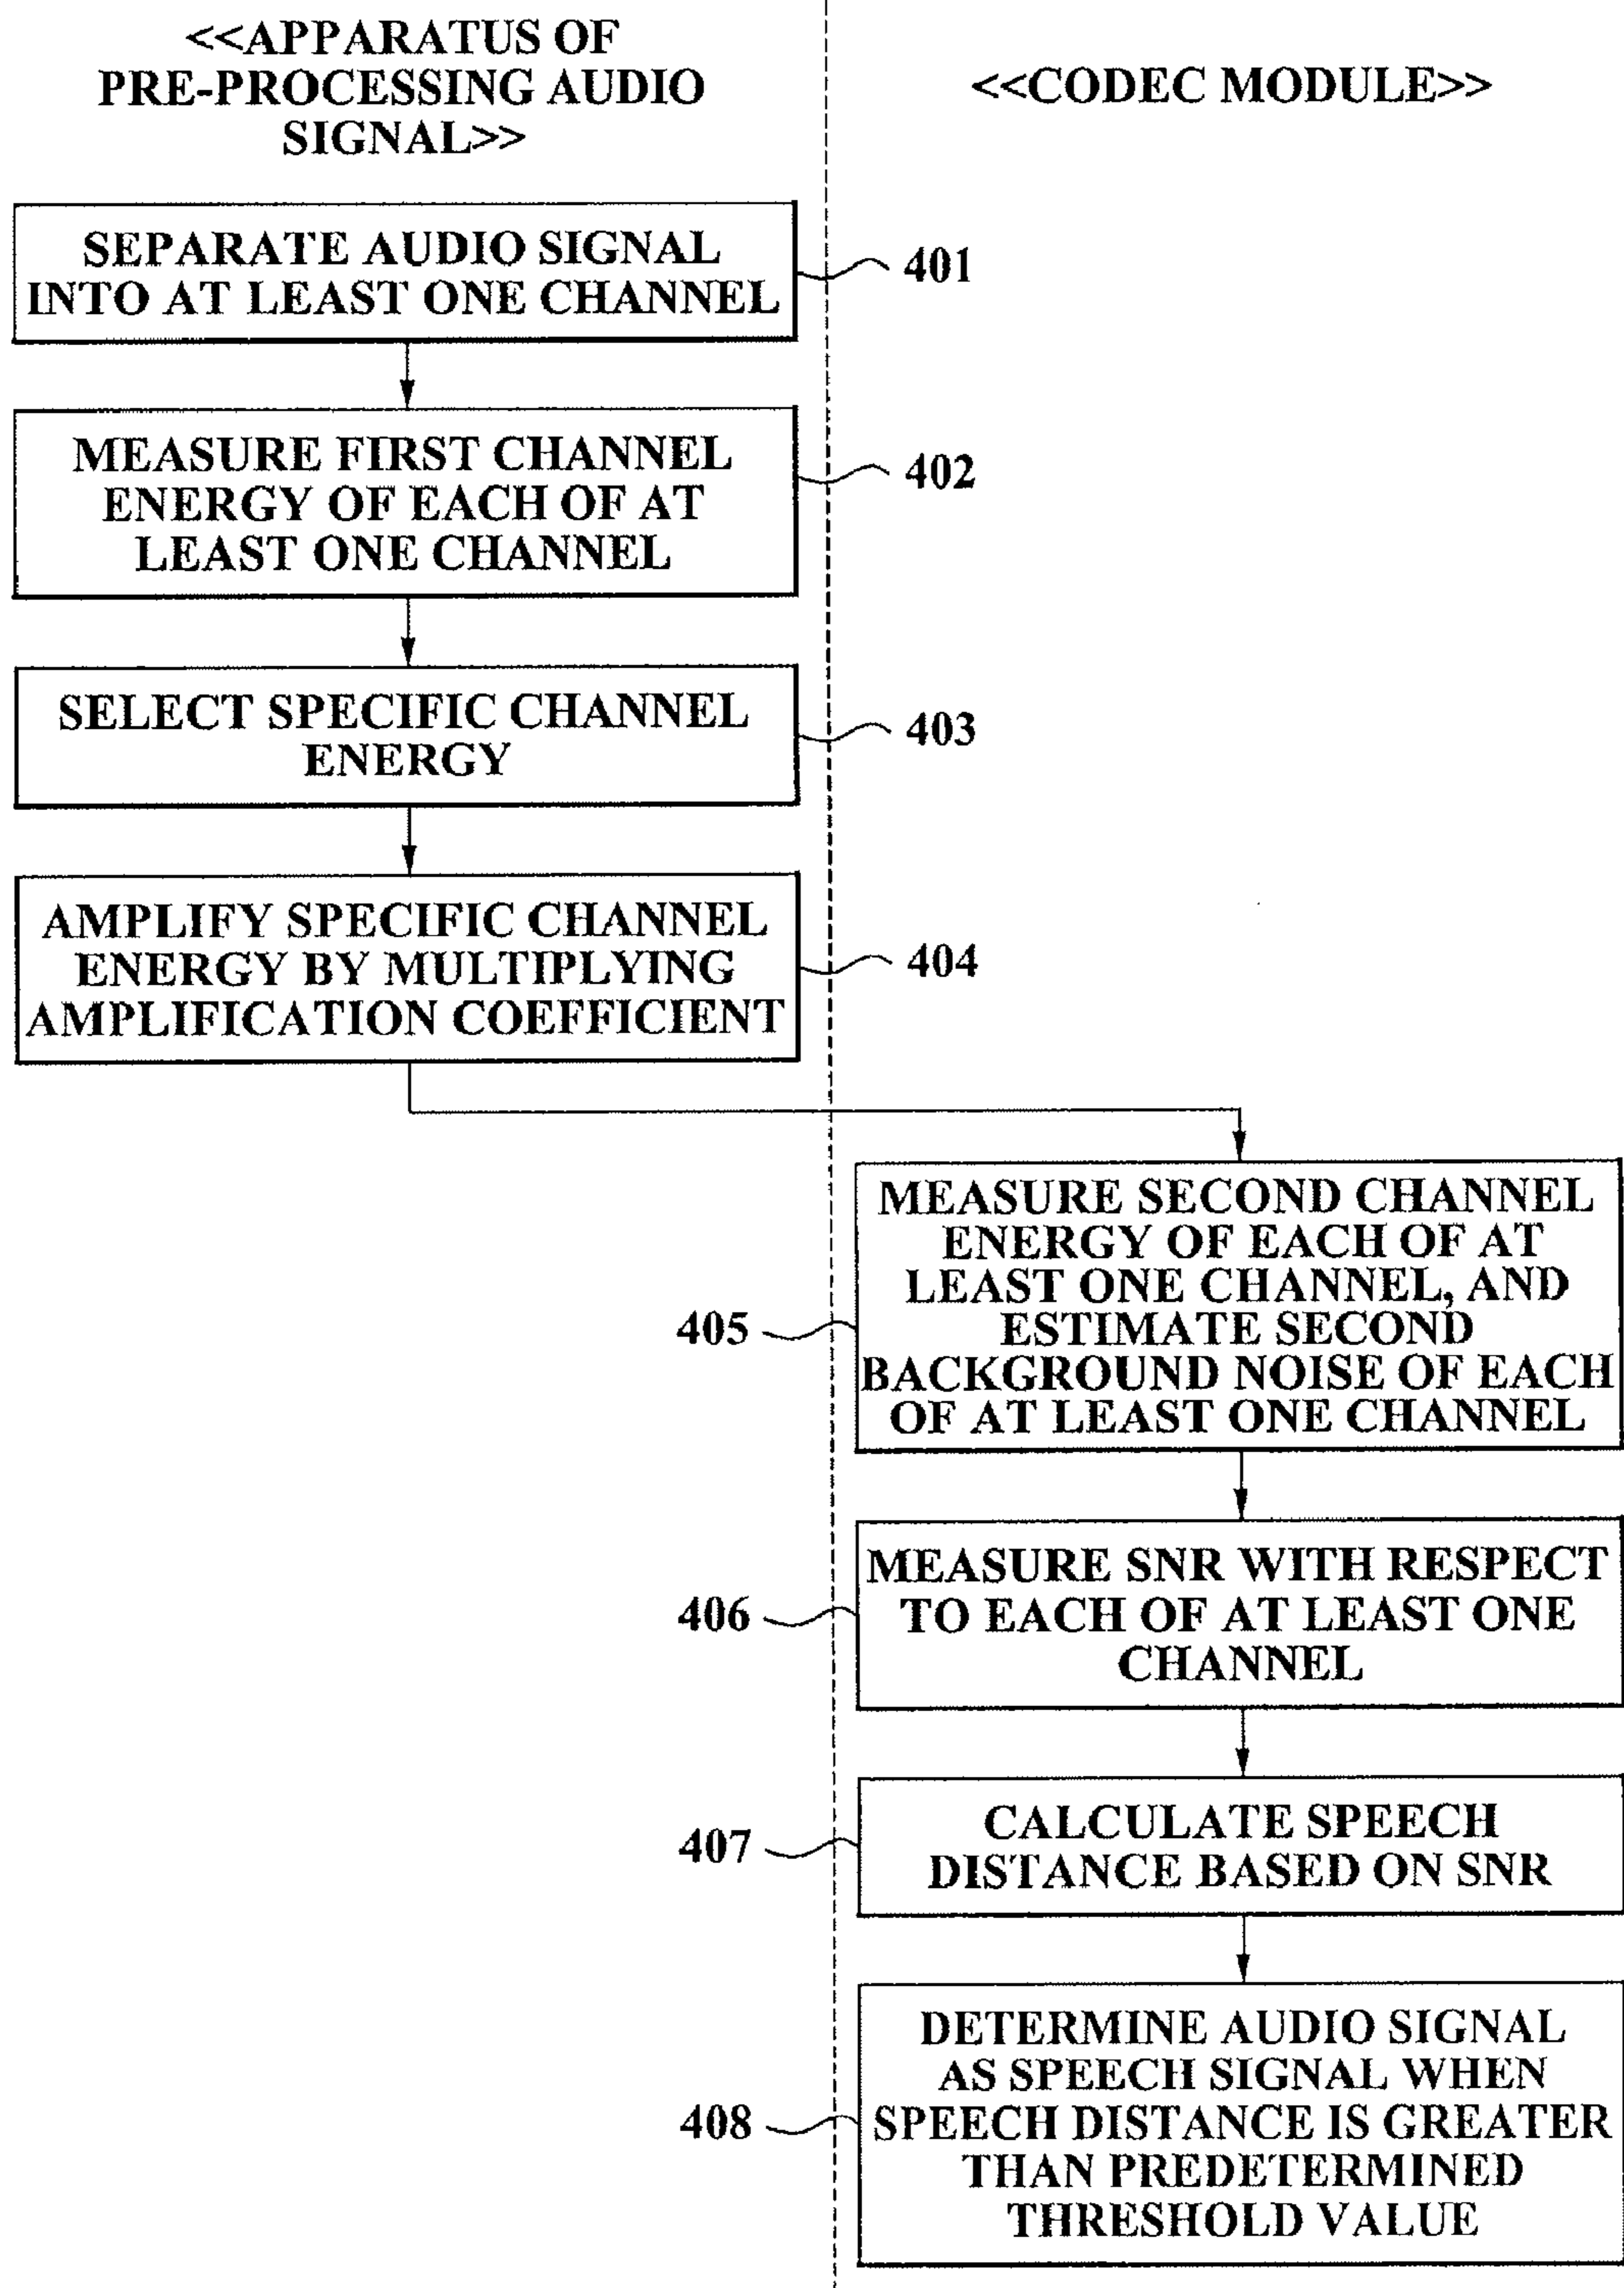 <<APPARATUS OF
PRE-PROCESSING AUDIO
SIGNAL>>
<<CODEC MODULE>>
SEPARATE AUDIO SIGNAL
INTO AT LEAST ONE CHANNEL
401
MEASURE FIRST CHANNEL
ENERGY OF EACH OF AT
LEAST ONE CHANNEL
402
SELECT SPECIFIC CHANNEL
ENERGY
403
AMPLIFY SPECIFIC CHANNEL
ENERGY BY MULTIPLYING
AMPLIFICATION COEFFICIENT
404
MEASURE SECOND CHANNEL
ENERGY OF EACH OF AT
LEAST ONE CHANNEL, AND
ESTIMATE SECOND
BACKGROUND NOISE OF EACH
OF AT LEAST ONE CHANNEL
405
MEASURE SNR WITH RESPECT
TO EACH OF AT LEAST ONE
CHANNEL
406
CALCULATE SPEECH
DISTANCE BASED ON SNR
407
DETERMINE AUDIO SIGNAL
AS SPEECH SIGNAL WHEN
SPEECH DISTANCE IS GREATER
THAN PREDETERMINED
THRESHOLD VALUE
408